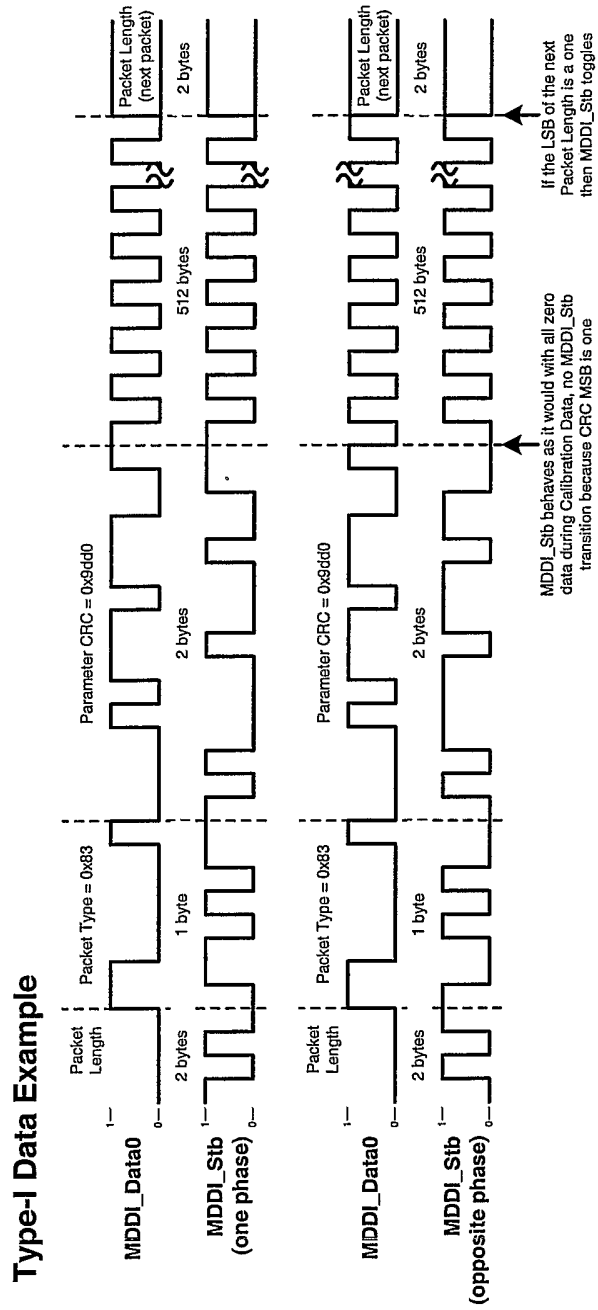 Type-I Data Example
MDDI_Data0
1
0
Packet
Length
Packet Type = 0x83
Parameter CRC = 0x9dd0
Packet Length
(next packet)
2 bytes
1 byte
2 bytes
512 bytes
2 bytes
MDDI_Stb
(one phase)
1
0
MDDI_Data0
1
0
Packet
Length
Packet Type = 0x83
Parameter CRC = 0x9dd0
Packet Length
(next packet)
2 bytes
1 byte
2 bytes
512 bytes
2 bytes
MDDI_Stb
(opposite phase)
1
0
MDDI_Stb behaves as it would with all zero
data during Calibration Data, no MDDI_Stb
transition because CRC MSB is one
If the LSB of the next
Packet Length is a one
then MDDI_Stb toggles